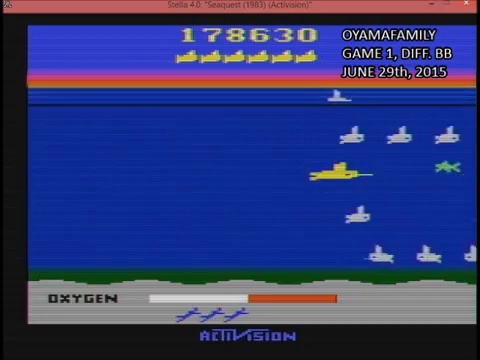 Stella 4.0: "Seaquest (1983) (Activision)"
178630
OYAMAFAMILY
GAME 1, DIFF. BB
JUNE 29th, 2015
OXYGEN
ACTIVISION